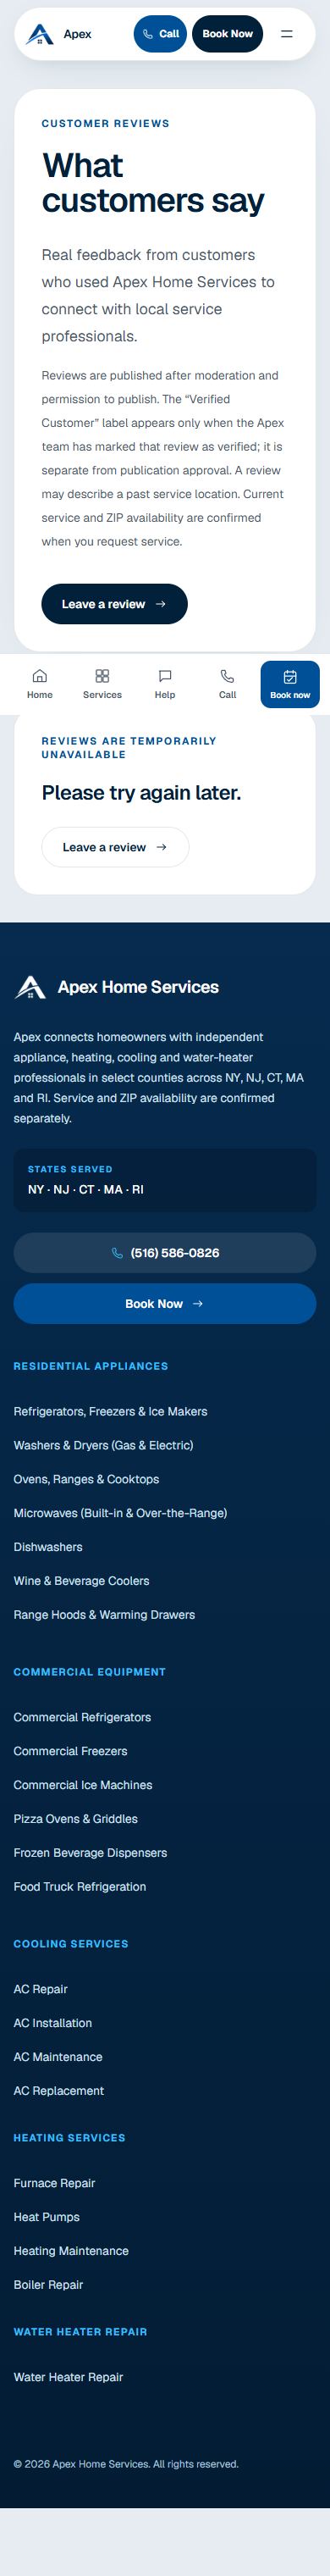 Apex
Call
Book Now
CUSTOMER REVIEWS
What
customers say
Real feedback from customers
who used Apex Home Services to
connect with local service
professionals.
Reviews are published after moderation and
permission to publish. The “Verified
Customer” label appears only when the Apex
team has marked that review as verified; it is
separate from publication approval. A review
may describe a past service location. Current
service and ZIP availability are confirmed
when you request service.
Leave a review
Home
Services
Help
Call
Book now
REVIEWS ARE TEMPORARILY
UNAVAILABLE
Please try again later.
Leave a review
Apex Home Services
Apex connects homeowners with independent
appliance, heating, cooling and water-heater
professionals in select counties across NY, NJ, CT, MA
and RI. Service and ZIP availability are confirmed
separately.
STATES SERVED
NY · NJ · CT · MA · RI
(516) 586-0826
Book Now
RESIDENTIAL APPLIANCES
Refrigerators, Freezers & Ice Makers
Washers & Dryers (Gas & Electric)
Ovens, Ranges & Cooktops
Microwaves (Built-in & Over-the-Range)
Dishwashers
Wine & Beverage Coolers
Range Hoods & Warming Drawers
COMMERCIAL EQUIPMENT
Commercial Refrigerators
Commercial Freezers
Commercial Ice Machines
Pizza Ovens & Griddles
Frozen Beverage Dispensers
Food Truck Refrigeration
COOLING SERVICES
AC Repair
AC Installation
AC Maintenance
AC Replacement
HEATING SERVICES
Furnace Repair
Heat Pumps
Heating Maintenance
Boiler Repair
WATER HEATER REPAIR
Water Heater Repair
© 2026 Apex Home Services. All rights reserved.